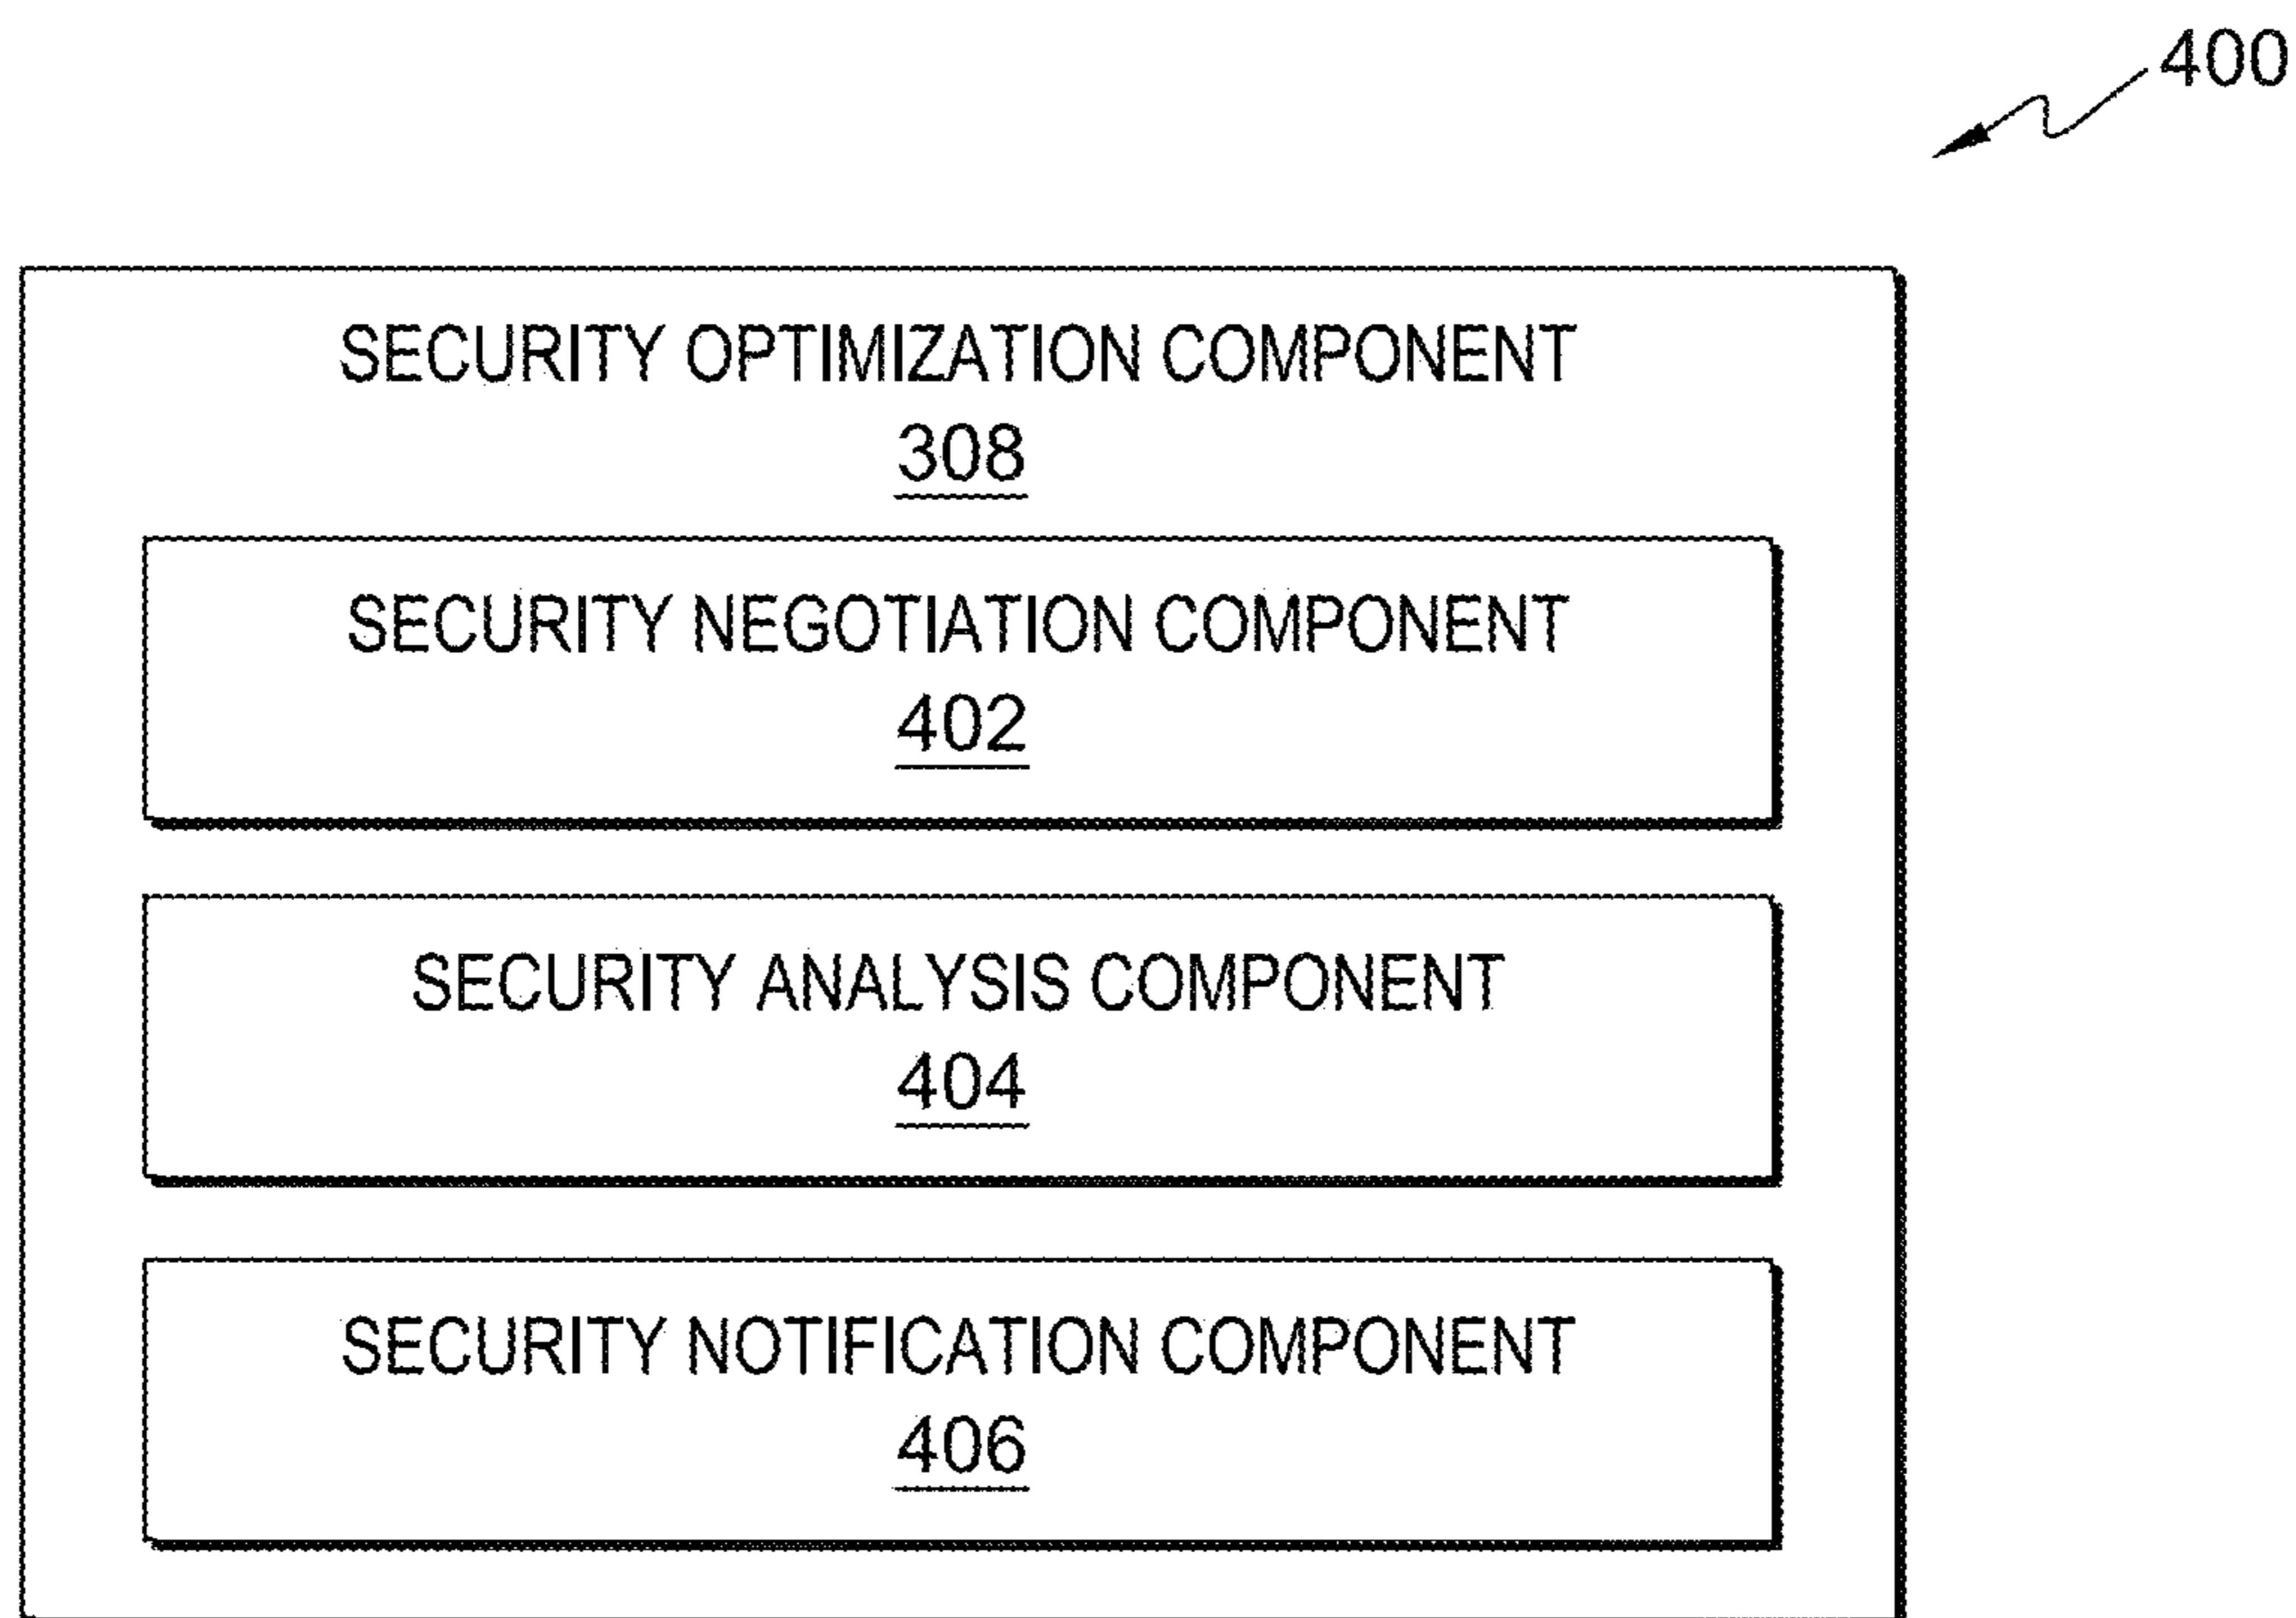 400
SECURITY OPTIMIZATION COMPONENT
308
SECURITY NEGOTIATION COMPONENT
402
SECURITY ANALYSIS COMPONENT
404
SECURITY NOTIFICATION COMPONENT
406